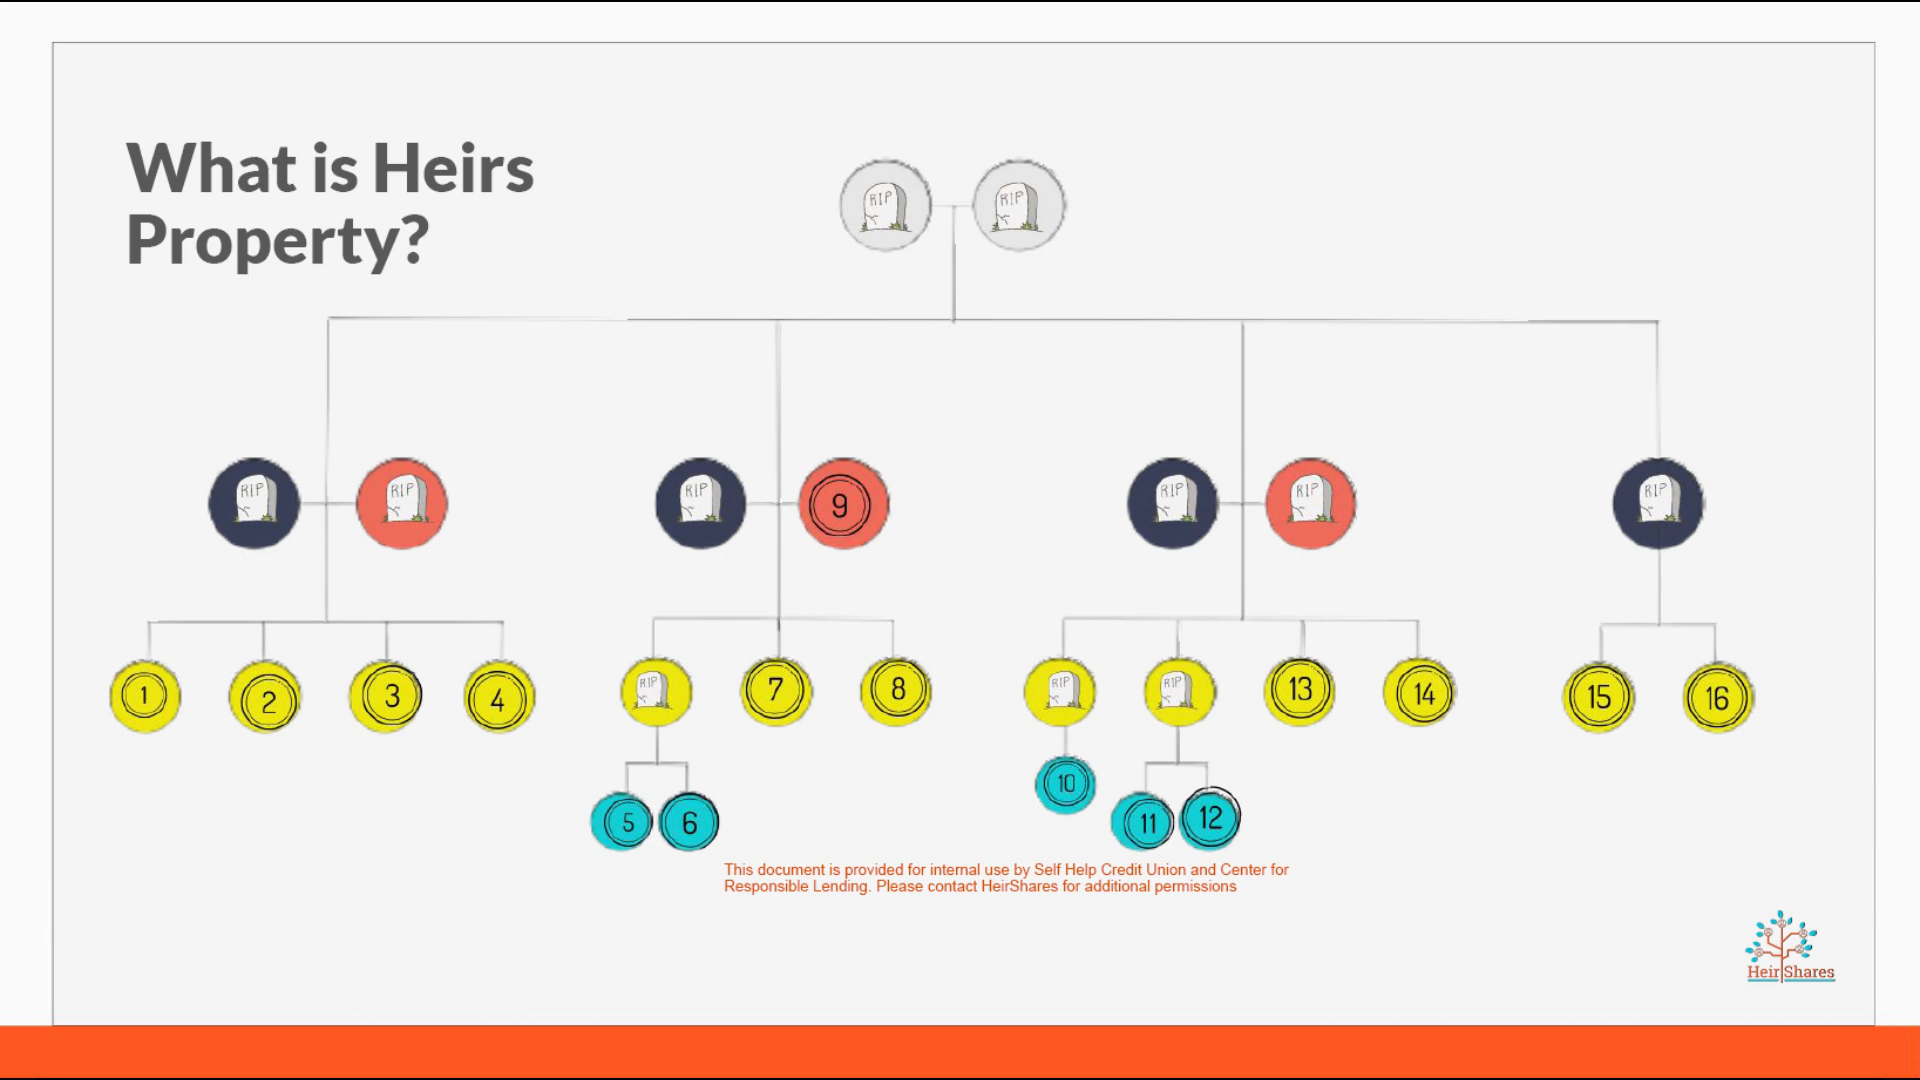 What is Heirs
Property?
RIP RIP
RIP RIP RIP 9 RIP RIP RIP
1 2 3 4 RIP 7 8 RIP RIP 13 14 15 16
10
5 6 11 12
This document is provided for internal use by Self Help Credit Union and Center for
Responsible Lending. Please contact HeirShares for additional permissions
HeirShares